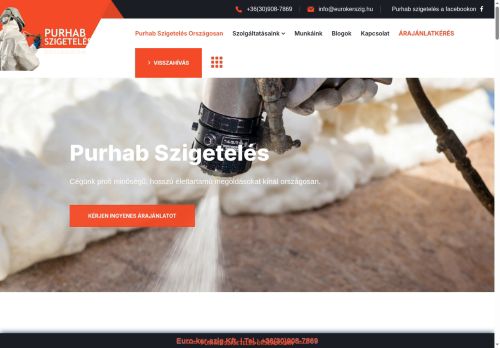 +36(30)908-7869
info@eurokerszig.hu
Purhab szigetelés a facebookon
PURHAB
SZIGETELÉS
Purhab Szigetelés Országosan
Szolgáltatásaink
Munkáink
Blogok
Kapcsolat
ÁRAJÁNLATKÉRÉS
VISSZAHÍVÁS
Purhab Szigetelés
Cégünk profi minőségű, hosszú élettartamú megoldásokat kínál országosan.
KÉRJEN INGYENES ÁRAJÁNLATOT
Euro-ker-szig Kft. | Tel.: +36(30)908-7869